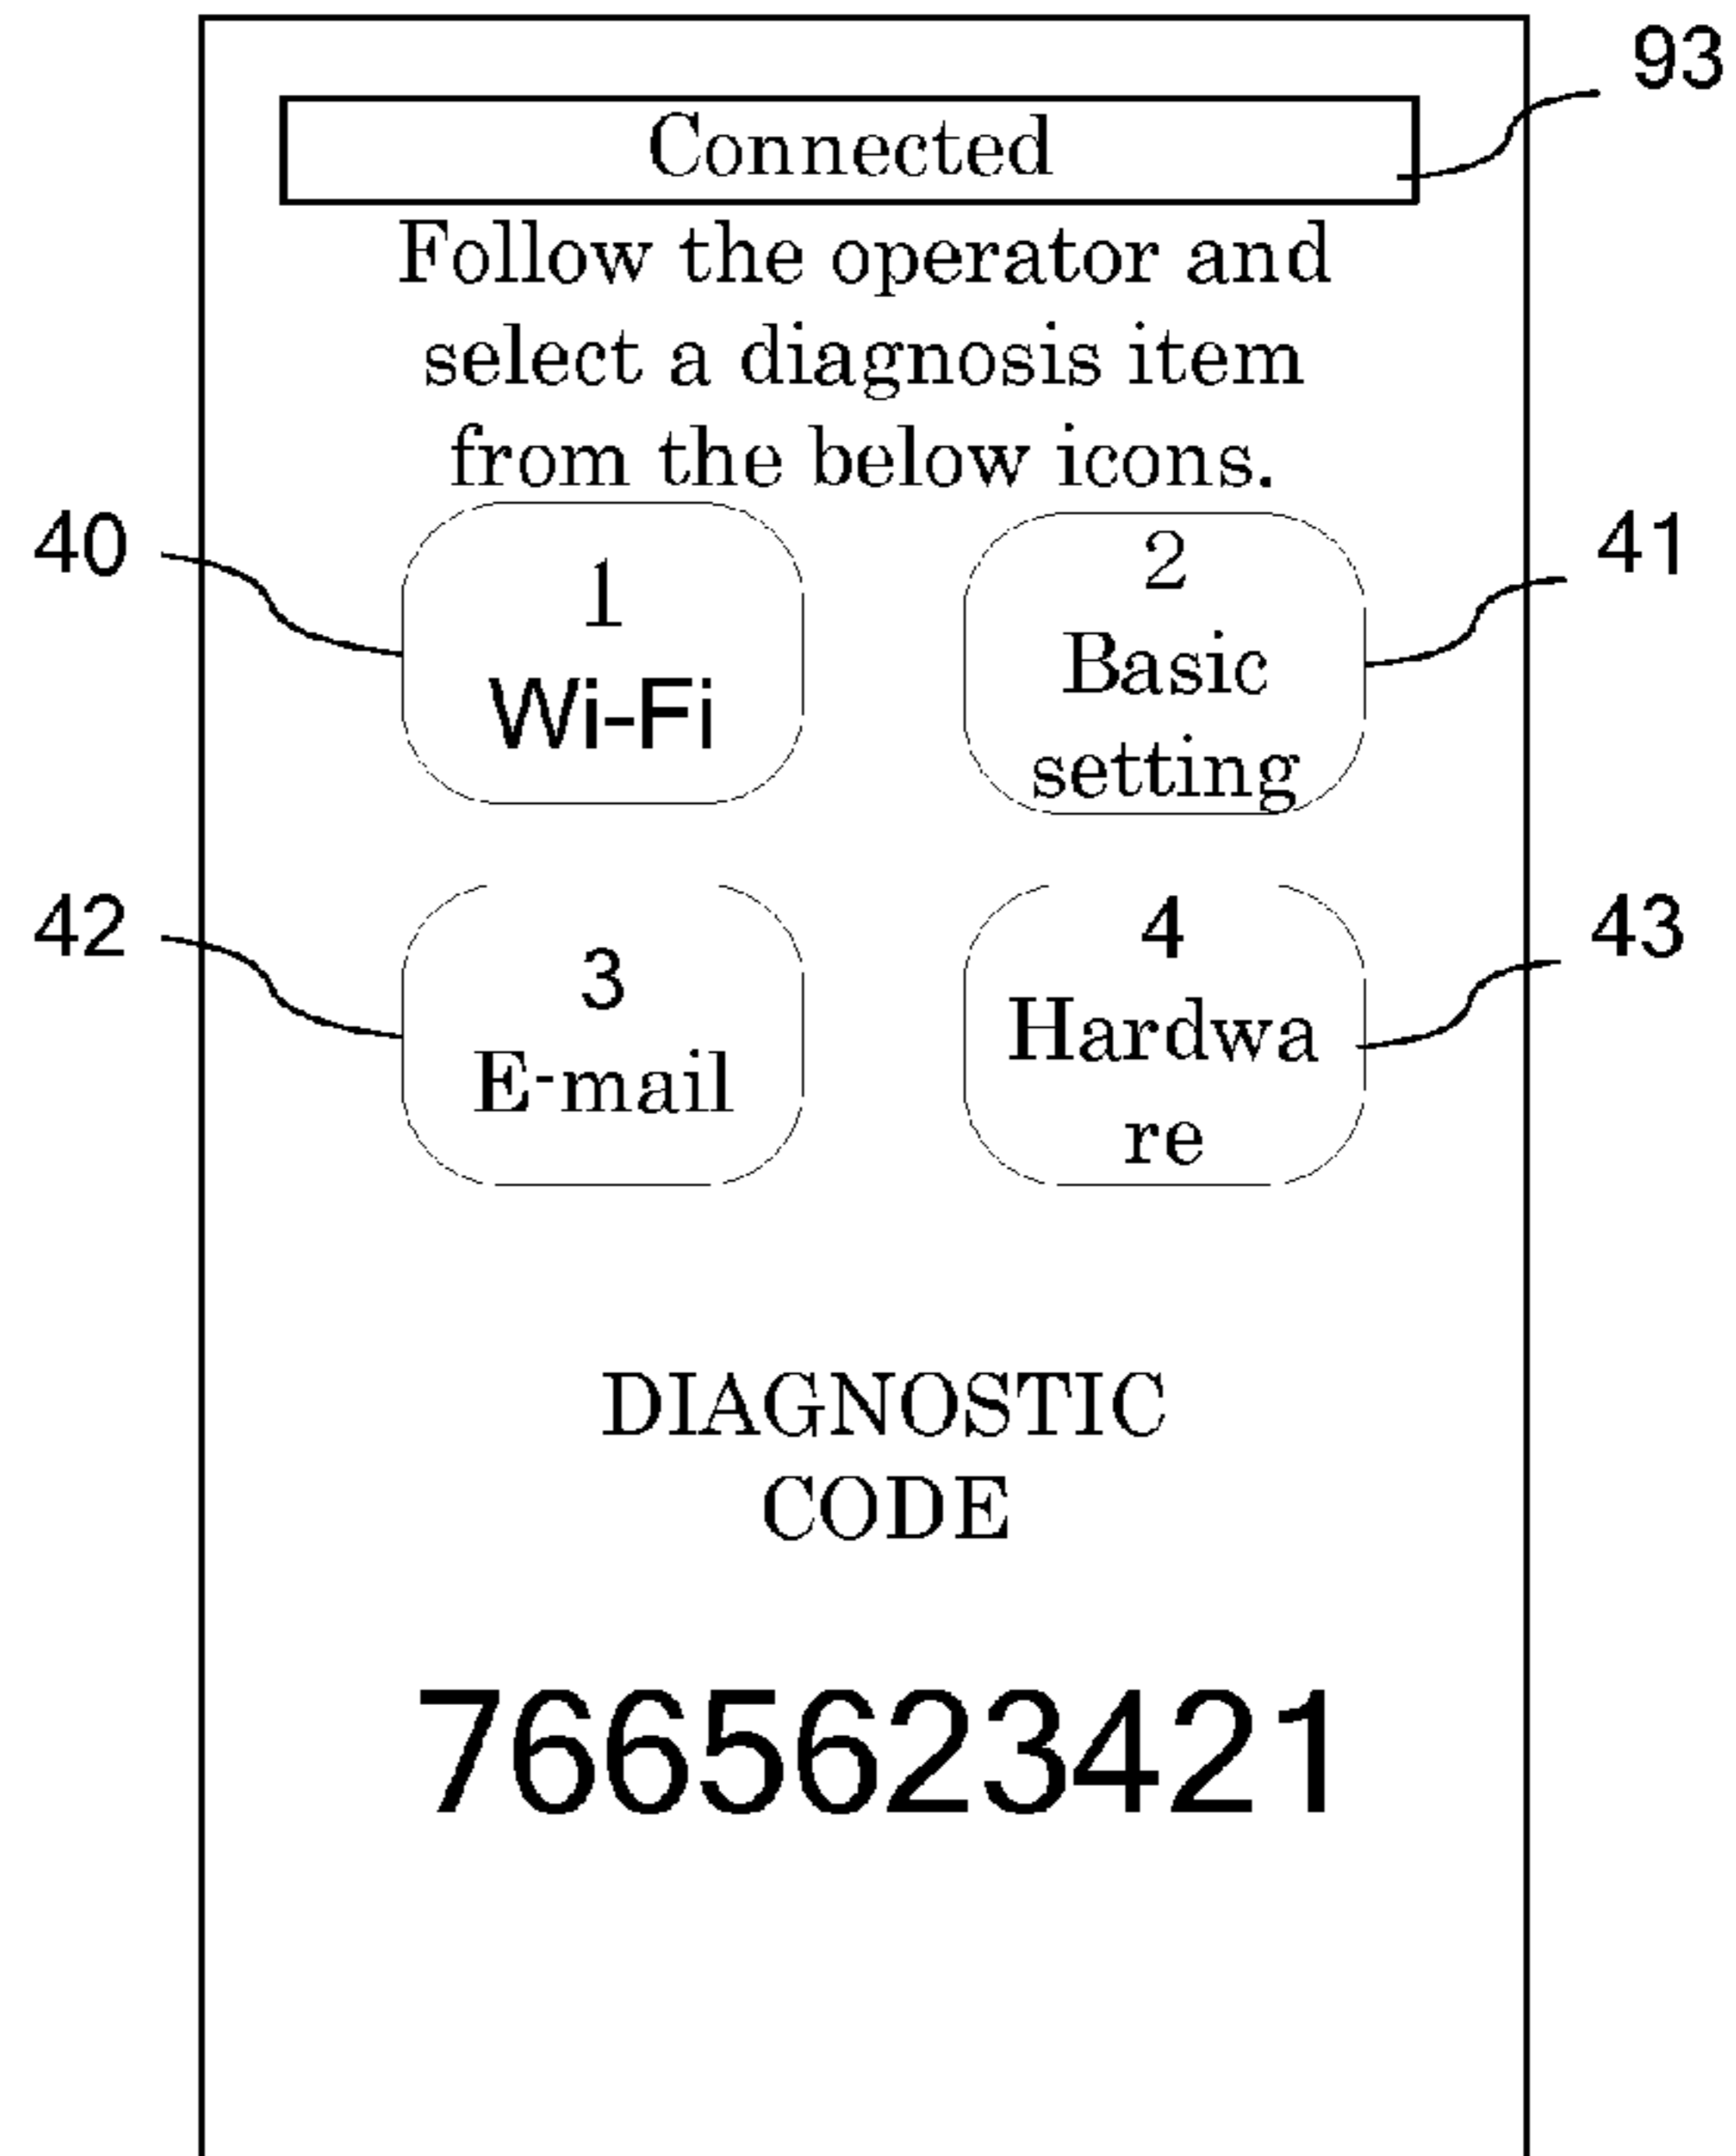 93
Connected
Follow the operator and
select a diagnosis item
from the below icons.
40
1
Wi-Fi
41
2
Basic
setting
42
3
E-mail
43
4
Hardwa
re
DIAGNOSTIC
CODE
7665623421